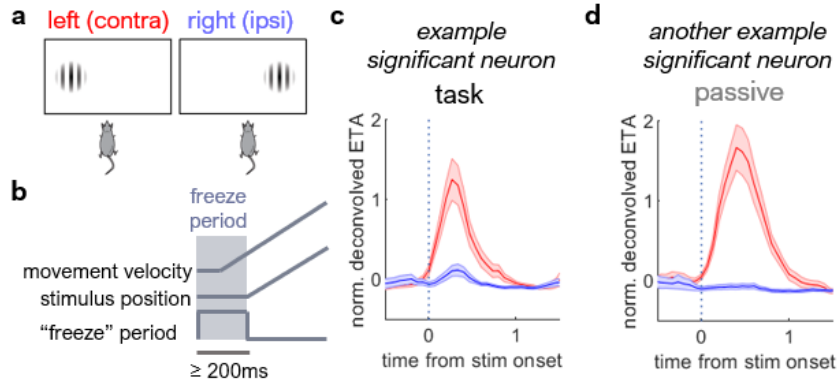 a
left (contra)
right (ipsi)
b
freeze
period
movement velocity
stimulus position
“freeze” period
≥ 200ms
c
example
significant neuron
task
norm. deconvolved ETA
2
1
0
0
1
time from stim onset
d
another example
significant neuron
passive
norm. deconvolved ETA
2
1
0
0
1
time from stim onset